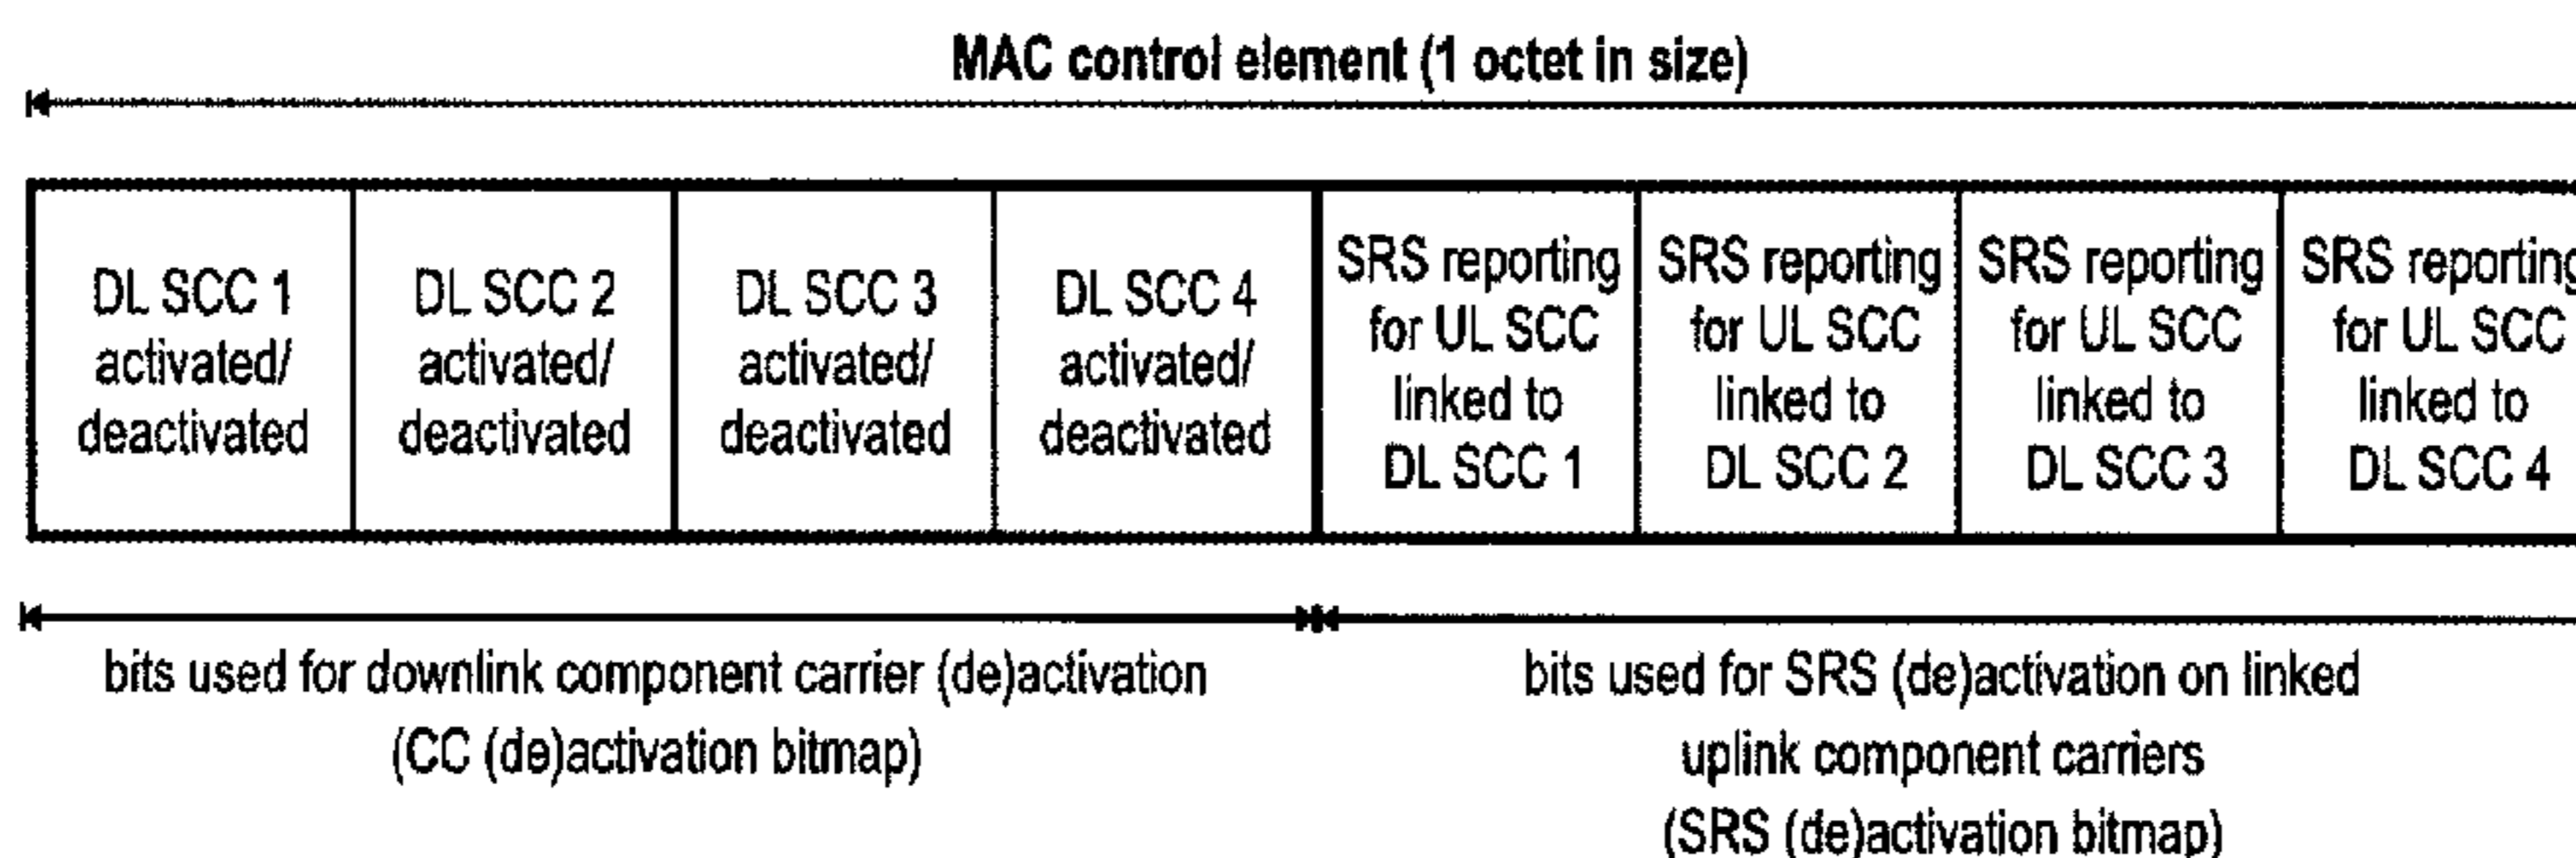 MAC control element (1 octet in size)
DL SCC 1
activated/
deactivated
DL SCC 2
activated/
deactivated
DL SCC 3
activated/
deactivated
DL SCC 4
activated/
deactivated
SRS reporting
for UL SCC
linked to
DL SCC 1
SRS reporting
for UL SCC
linked to
DL SCC 2
SRS reporting
for UL SCC
linked to
DL SCC 3
SRS reporting
for UL SCC
linked to
DL SCC 4
bits used for downlink component carrier (de)activation
(CC (de)activation bitmap)
bits used for SRS (de)activation on linked
uplink component carriers
(SRS (de)activation bitmap)